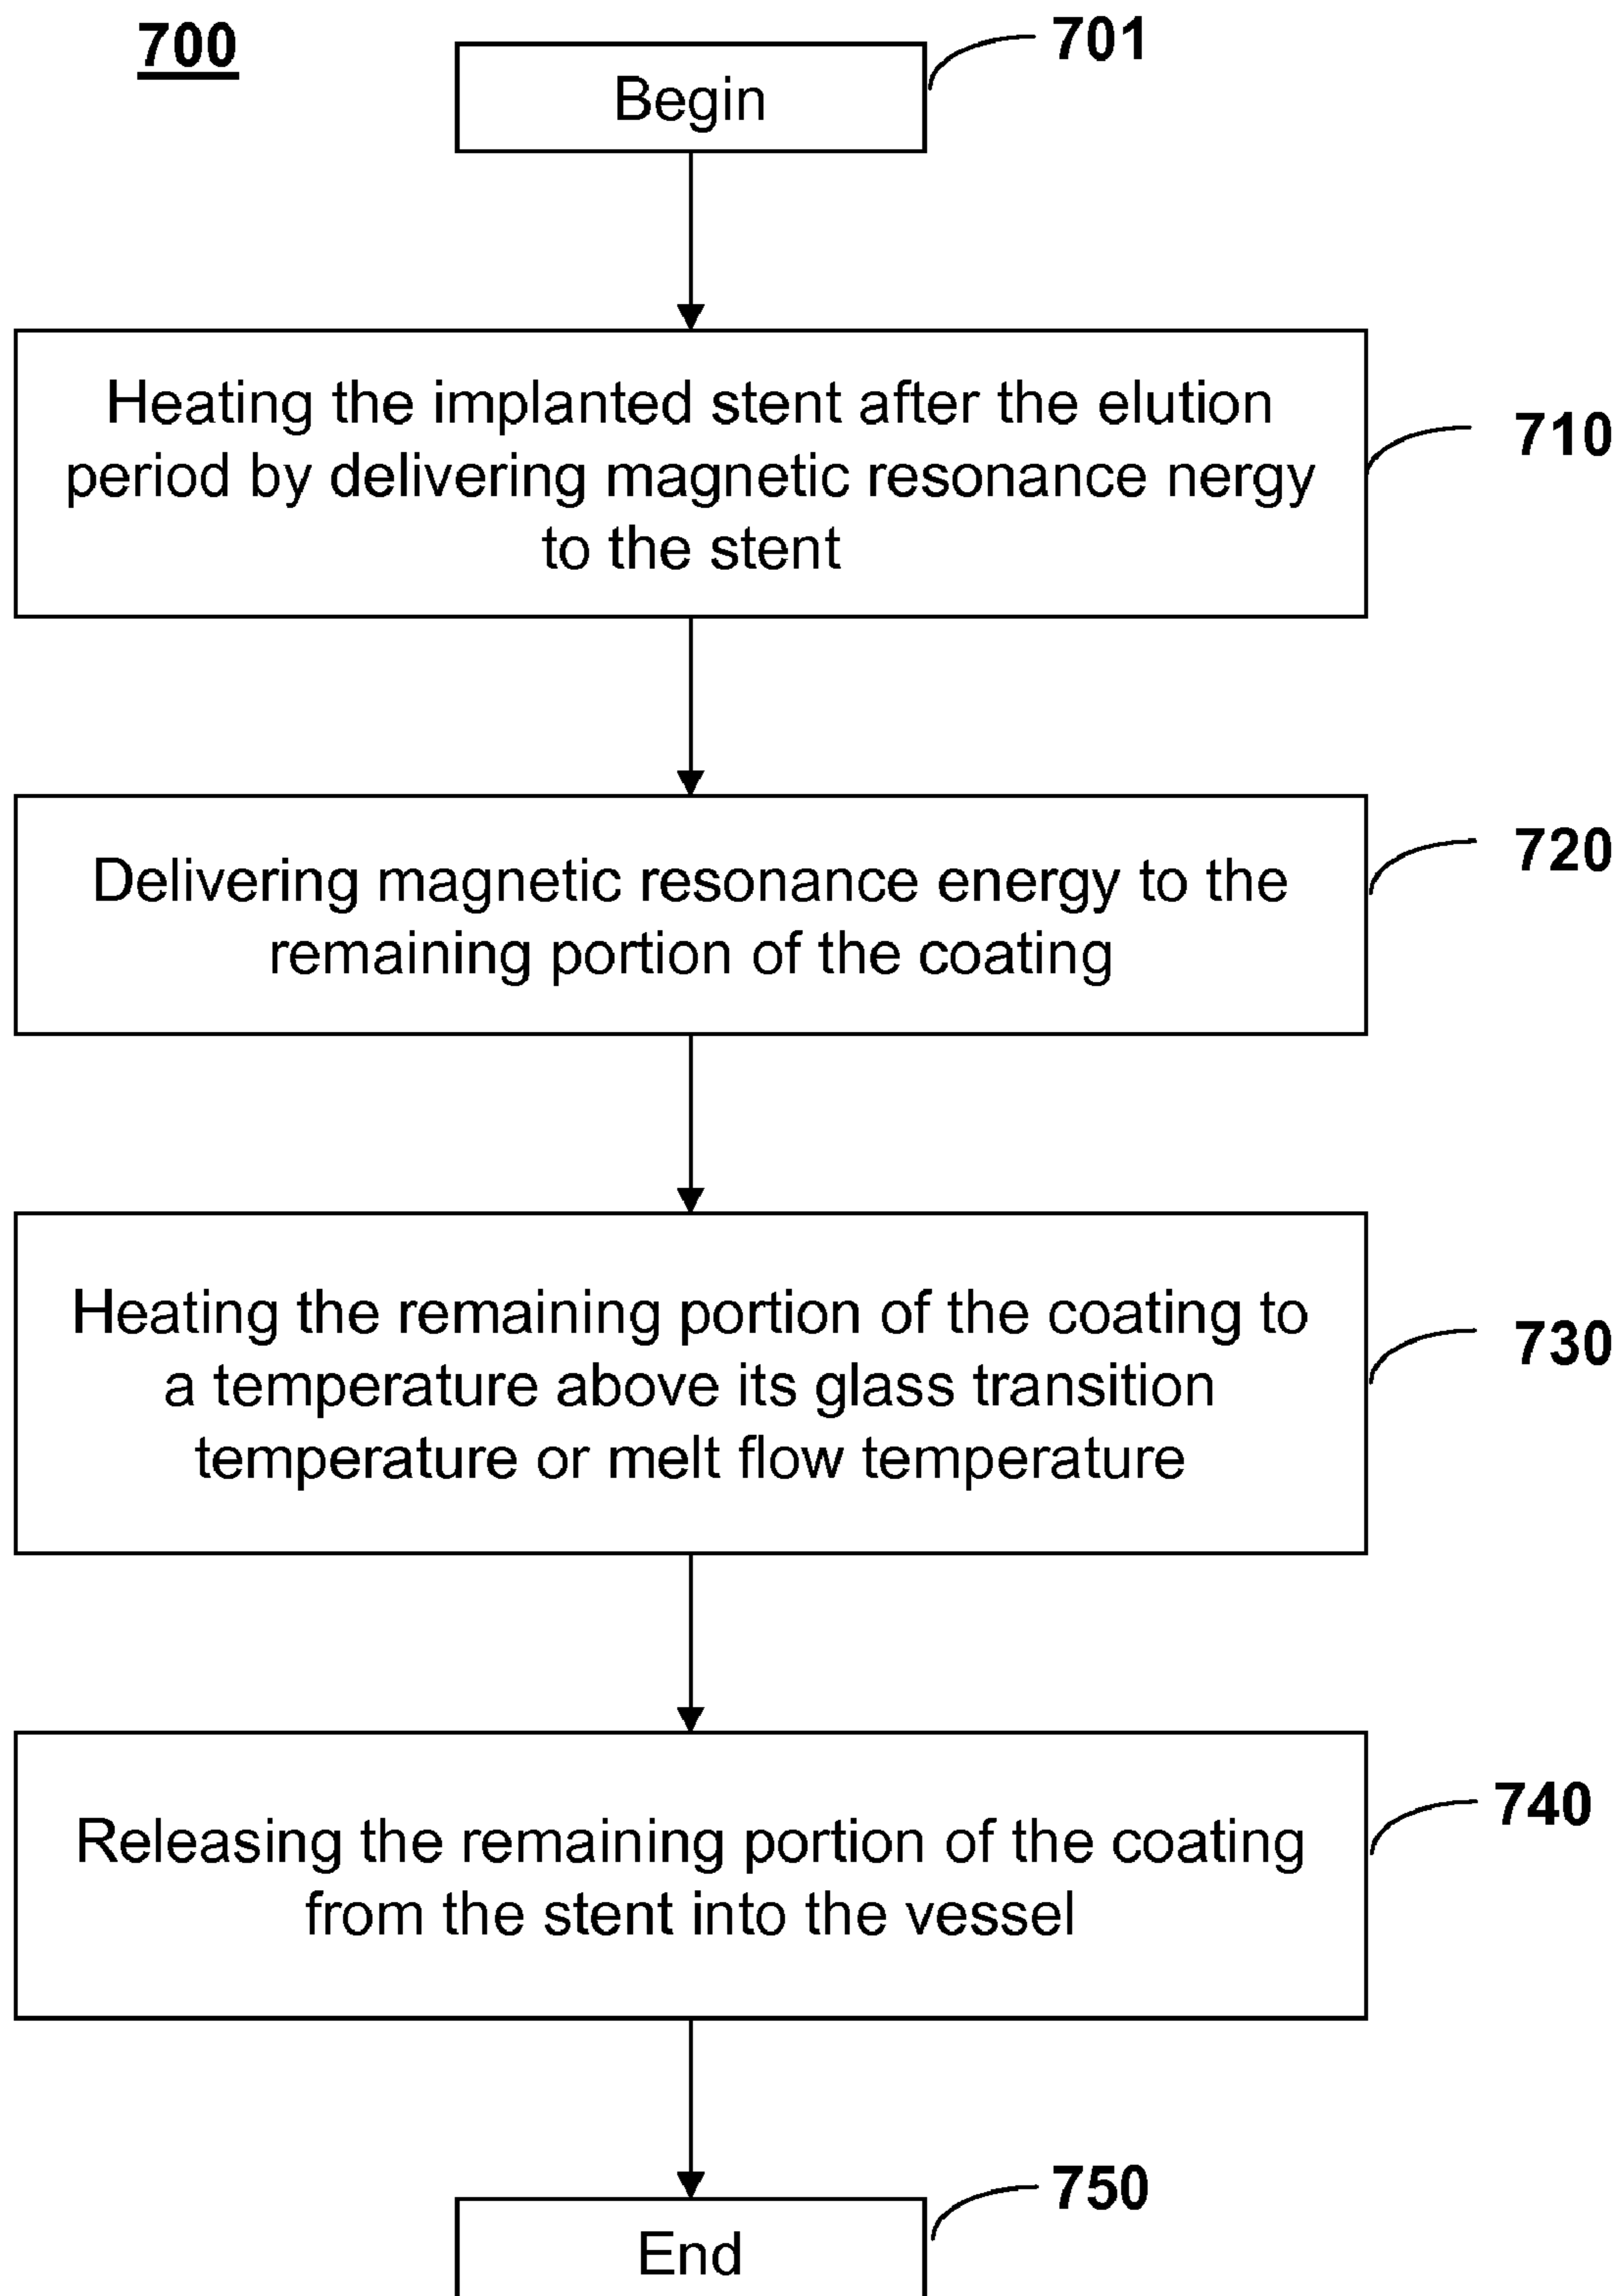 700
701
Begin
Heating the implanted stent after the elution
period by delivering magnetic resonance nergy
to the stent
710
Delivering magnetic resonance energy to the
remaining portion of the coating
720
Heating the remaining portion of the coating to
a temperature above its glass transition
temperature or melt flow temperature
730
Releasing the remaining portion of the coating
from the stent into the vessel
740
750
End